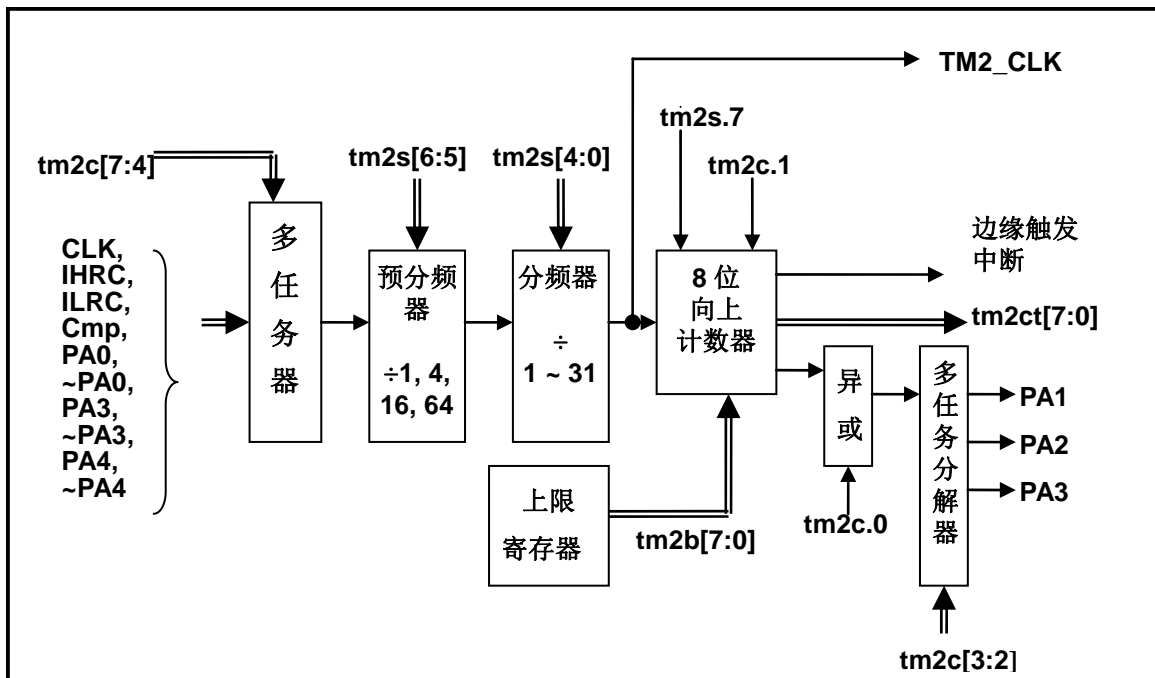 TM2_CLK
tm2s.7
tm2c[7:4]
tm2s[6:5]
tm2s[4:0]
tm2c.1
CLK,
IHRC,
ILRC,
Cmp,
PA0,
~PA0,
PA3,
~PA3,
PA4,
~PA4
多
任
务
器
预分频
器
÷1, 4,
16, 64
分频器
÷
1 ~ 31
8 位
向上
计数器
边缘触发
中断
tm2ct[7:0]
异
或
多
任
务
分
解
器
PA1
PA2
PA3
上限
寄存器
tm2b[7:0]
tm2c.0
tm2c[3:2]